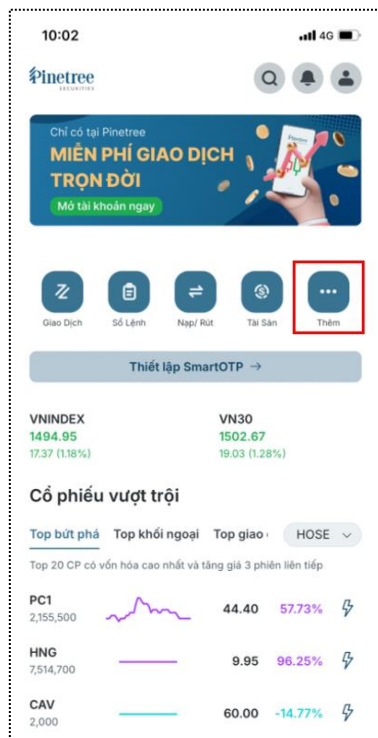 10:02
4G
Pinetree
SECURITIES
Chỉ có tại Pinetree
MIỄN PHÍ GIAO DỊCH
TRỌN ĐỜI
Mở tài khoản ngay
Giao Dịch
Sổ Lệnh
Nạp/ Rút
Tài Sản
Thêm
Thiết lập SmartOTP →
VNINDEX
VN30
1494.95
1502.67
17.37 (1.18%)
19.03 (1.28%)
Cổ phiếu vượt trội
Top bứt phá Top khối ngoại Top giao HOSE
Top 20 CP có vốn hóa cao nhất và tăng giá 3 phiên liên tiếp
PC1
44.40 57.73%
2,155,500
HNG
9.95 96.25%
7,514,700
CAV
60.00 -14.77%
2,000